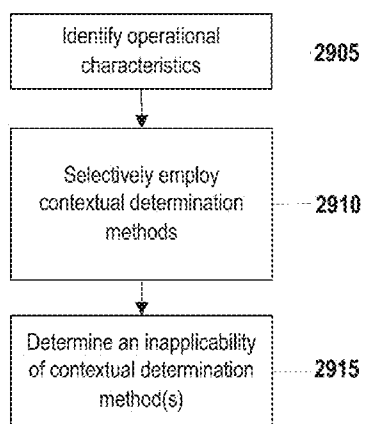 Identify operational
characteristics
2905
Selectively employ
contextual determination
methods
2910
Determine an inapplicability
of contextual determination
method(s)
2915